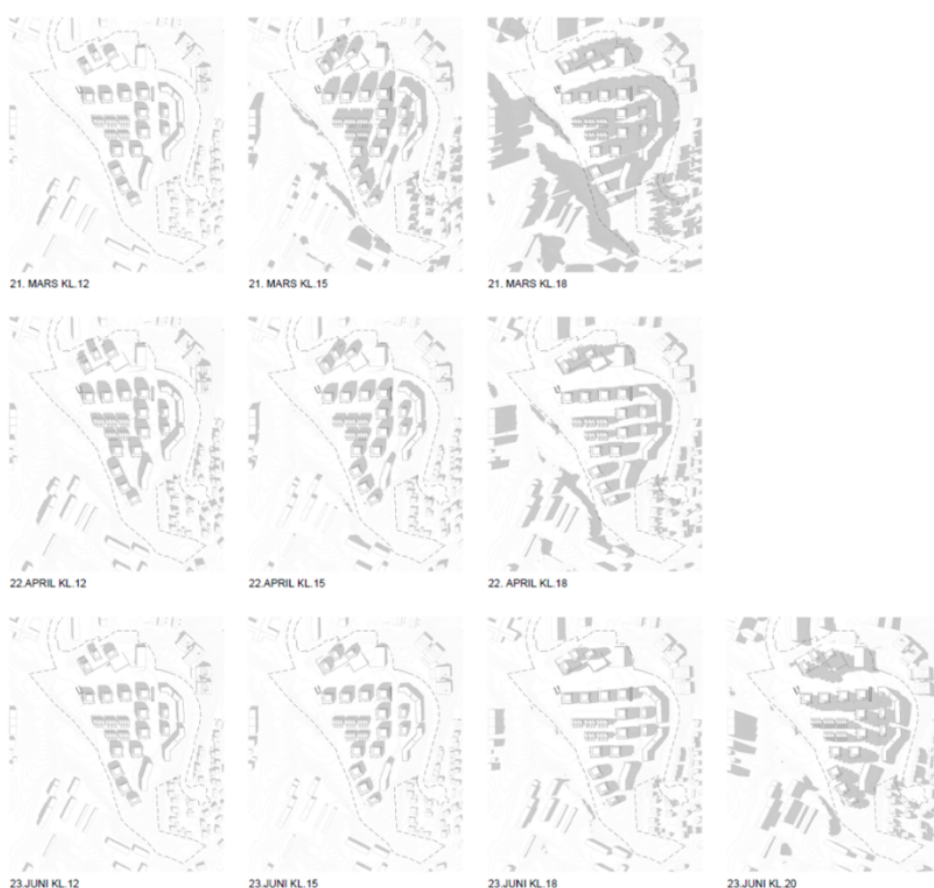 21. MARS KL.12
21. MARS KL.15
21. MARS KL.18
22.APRIL KL.12
22.APRIL KL.15
22. APRIL KL.18
23.JUNI KL.12
23.JUNI KL.15
23.JUNI KL.18
23.JUNI KL.20